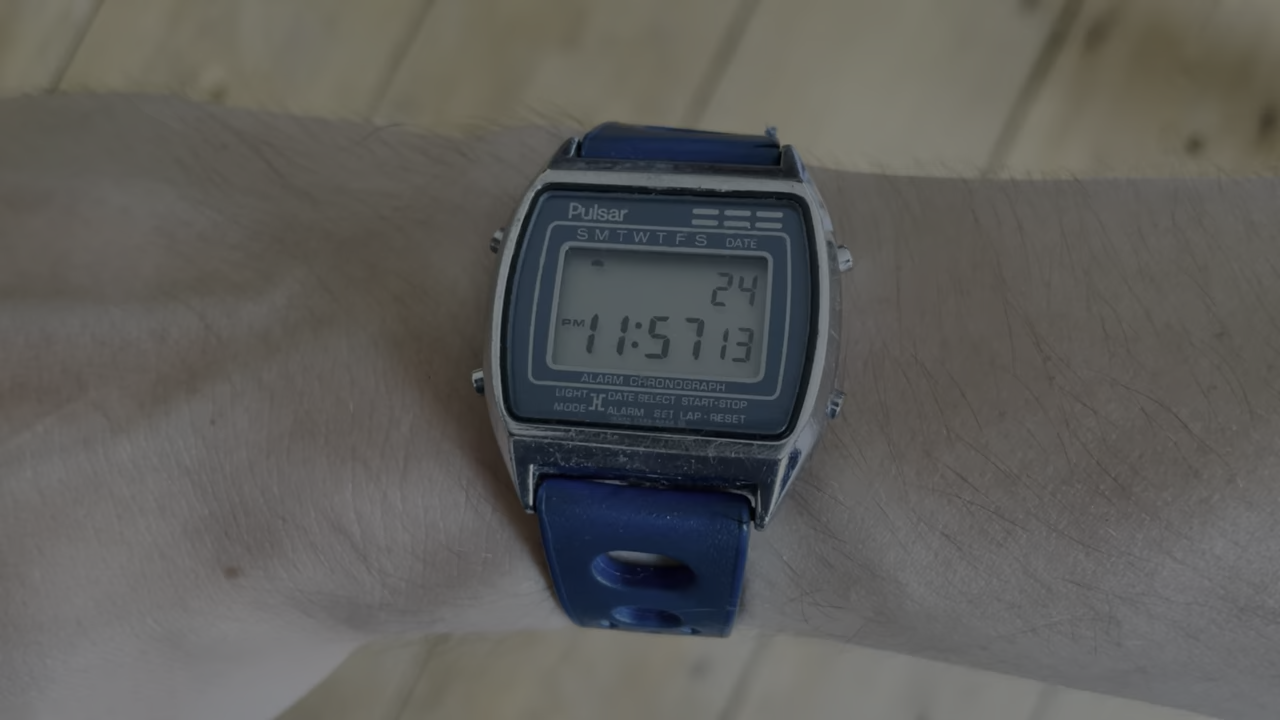 Pulsar
S M T W T F S DATE
24
PM 11:57 13
ALARM CHRONOGRAPH
LIGHT DATE SELECT START-STOP
MODE ALARM SET LAP-RESET